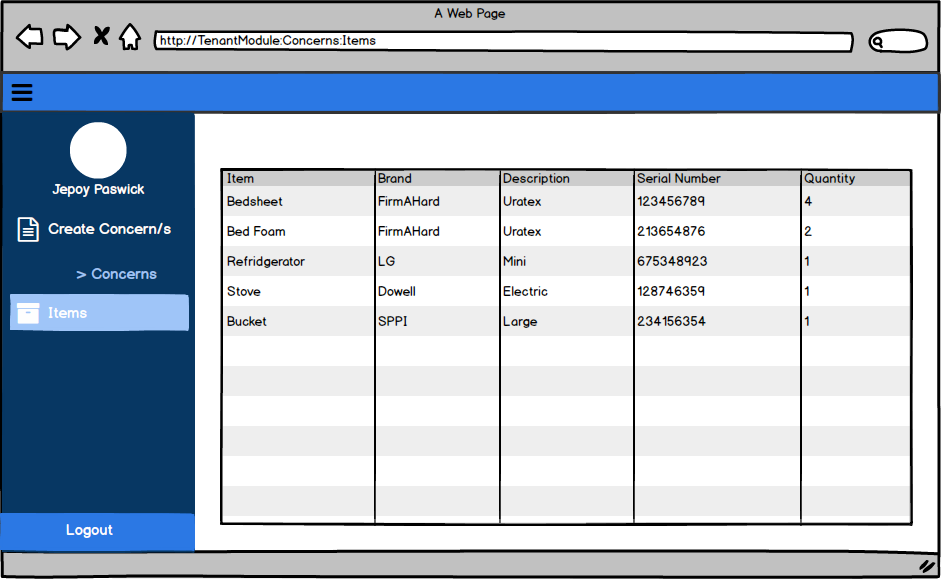 A Web Page
http://TenantModule:Concerns:Items
Jepoy Paswick
Create Concern/s
> Concerns
Items
Logout
Item Brand Description Serial Number Quantity
Bedsheet FirmAHard Uratex 123456789 4
Bed Foam FirmAHard Uratex 213654876 2
Refridgerator LG Mini 675348923 1
Stove Dowell Electric 128746359 1
Bucket SPPI Large 234156354 1